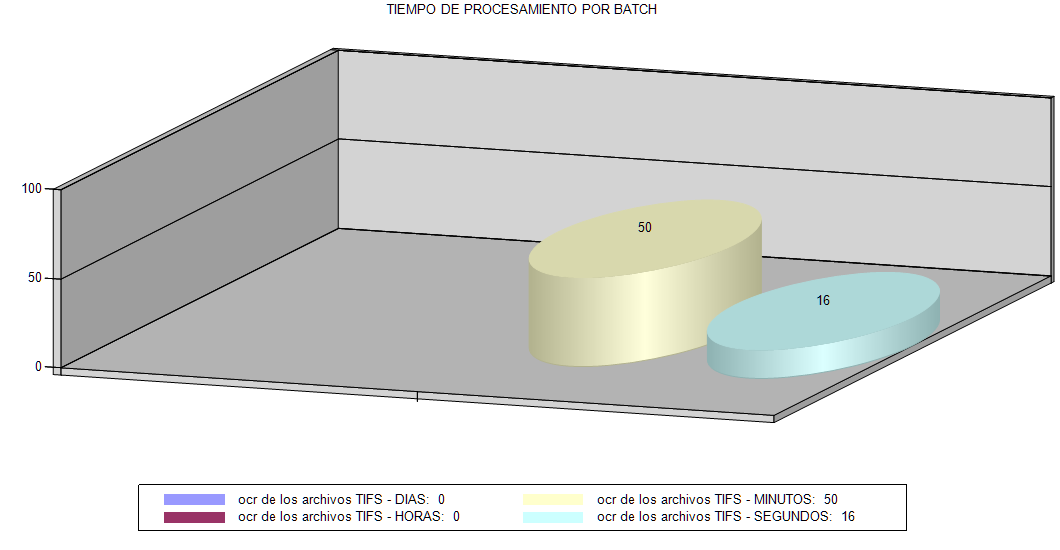 TIEMPO DE PROCESAMIENTO POR BATCH
100
50
0
50
16
ocr de los archivos TIFS - DIAS: 0
ocr de los archivos TIFS - MINUTOS: 50
ocr de los archivos TIFS - HORAS: 0
ocr de los archivos TIFS - SEGUNDOS: 16